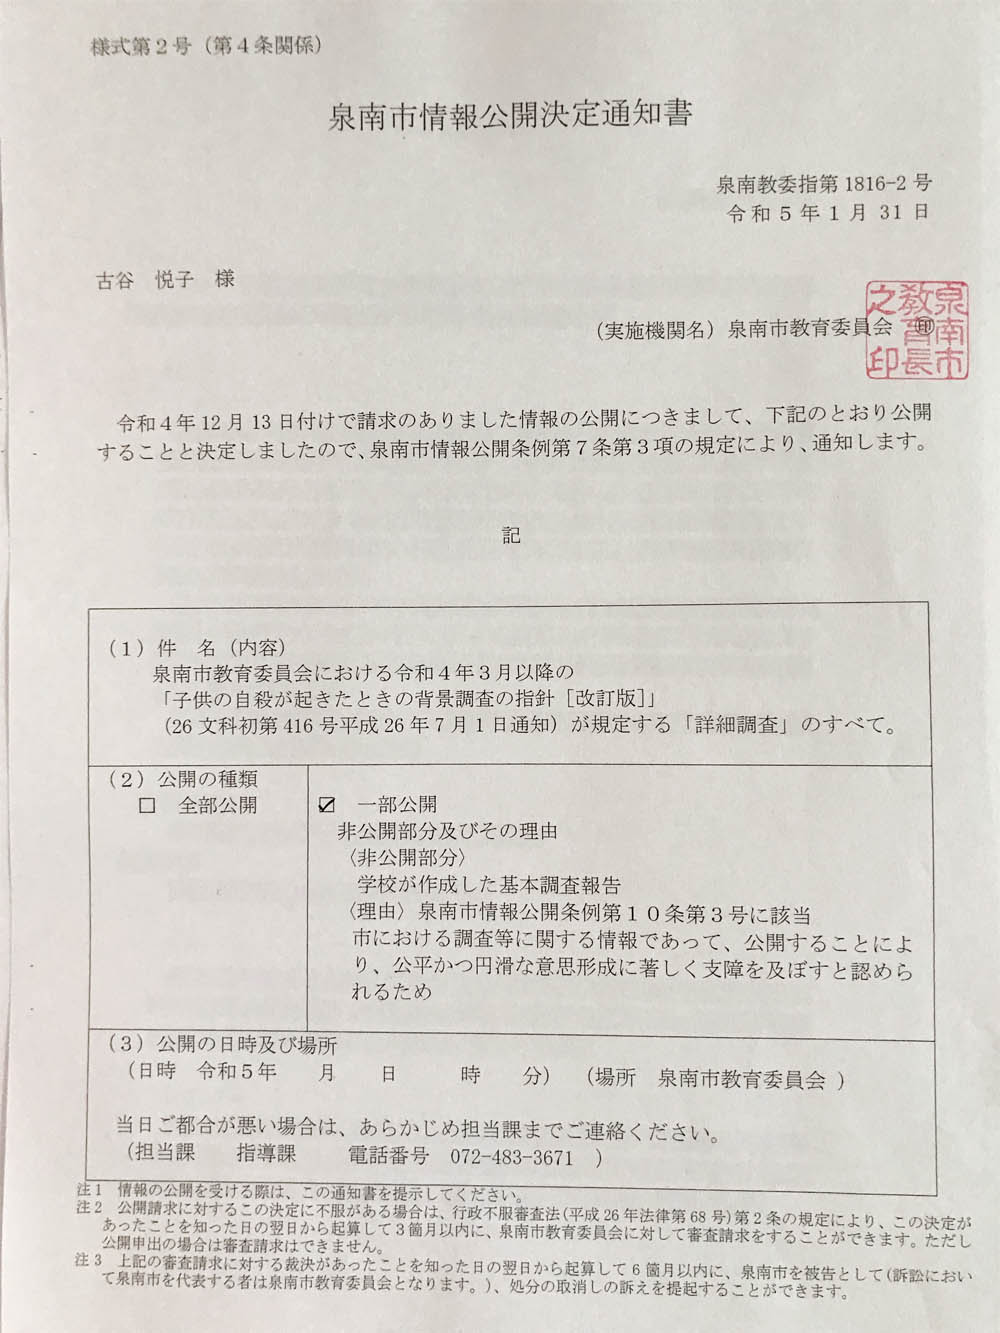 様式第２号（第４条関係）
泉南市情報公開決定通知書
泉南教委指第 1816-2 号
令和５年１月 31 日
古谷　悦子　様
（実施機関名）泉南市教育委員会　㊞
泉南市教育長之印
令和４年 12 月 13 日付けで請求のありました情報の公開につきまして、下記のとおり公開
することと決定しましたので、泉南市情報公開条例第７条第３項の規定により、通知します。
記
（１）件　名（内容）
泉南市教育委員会における令和４年３月以降の
「子供の自殺が起きたときの背景調査の指針［改訂版］」
（26 文科初第 416 号平成 26 年７月１日通知）が規定する「詳細調査」のすべて。
（２）公開の種類
□　全部公開
☑　一部公開
非公開部分及びその理由
〈非公開部分〉
学校が作成した基本調査報告
〈理由〉泉南市情報公開条例第１０条第３号に該当
市における調査等に関する情報であって、公開することによ
り、公平かつ円滑な意思形成に著しく支障を及ぼすと認めら
れるため
（３）公開の日時及び場所
（日時　令和５年　　月　　日　　　時　　分）　（場所　泉南市教育委員会 ）
当日ご都合が悪い場合は、あらかじめ担当課までご連絡ください。
（担当課　　指導課　　　電話番号　072-483-3671　）
注１　情報の公開を受ける際は、この通知書を提示してください。
注２　公開請求に対するこの決定に不服がある場合は、行政不服審査法(平成 26 年法律第 68 号)第２条の規定により、この決定が
あったことを知った日の翌日から起算して３箇月以内に、泉南市教育委員会に対して審査請求をすることができます。ただし
公開申出の場合は審査請求はできません。
注３　上記の審査請求に対する裁決があったことを知った日の翌日から起算して６箇月以内に、泉南市を被告として(訴訟におい
て泉南市を代表する者は泉南市教育委員会となります。)、処分の取消しの訴えを提起することができます。